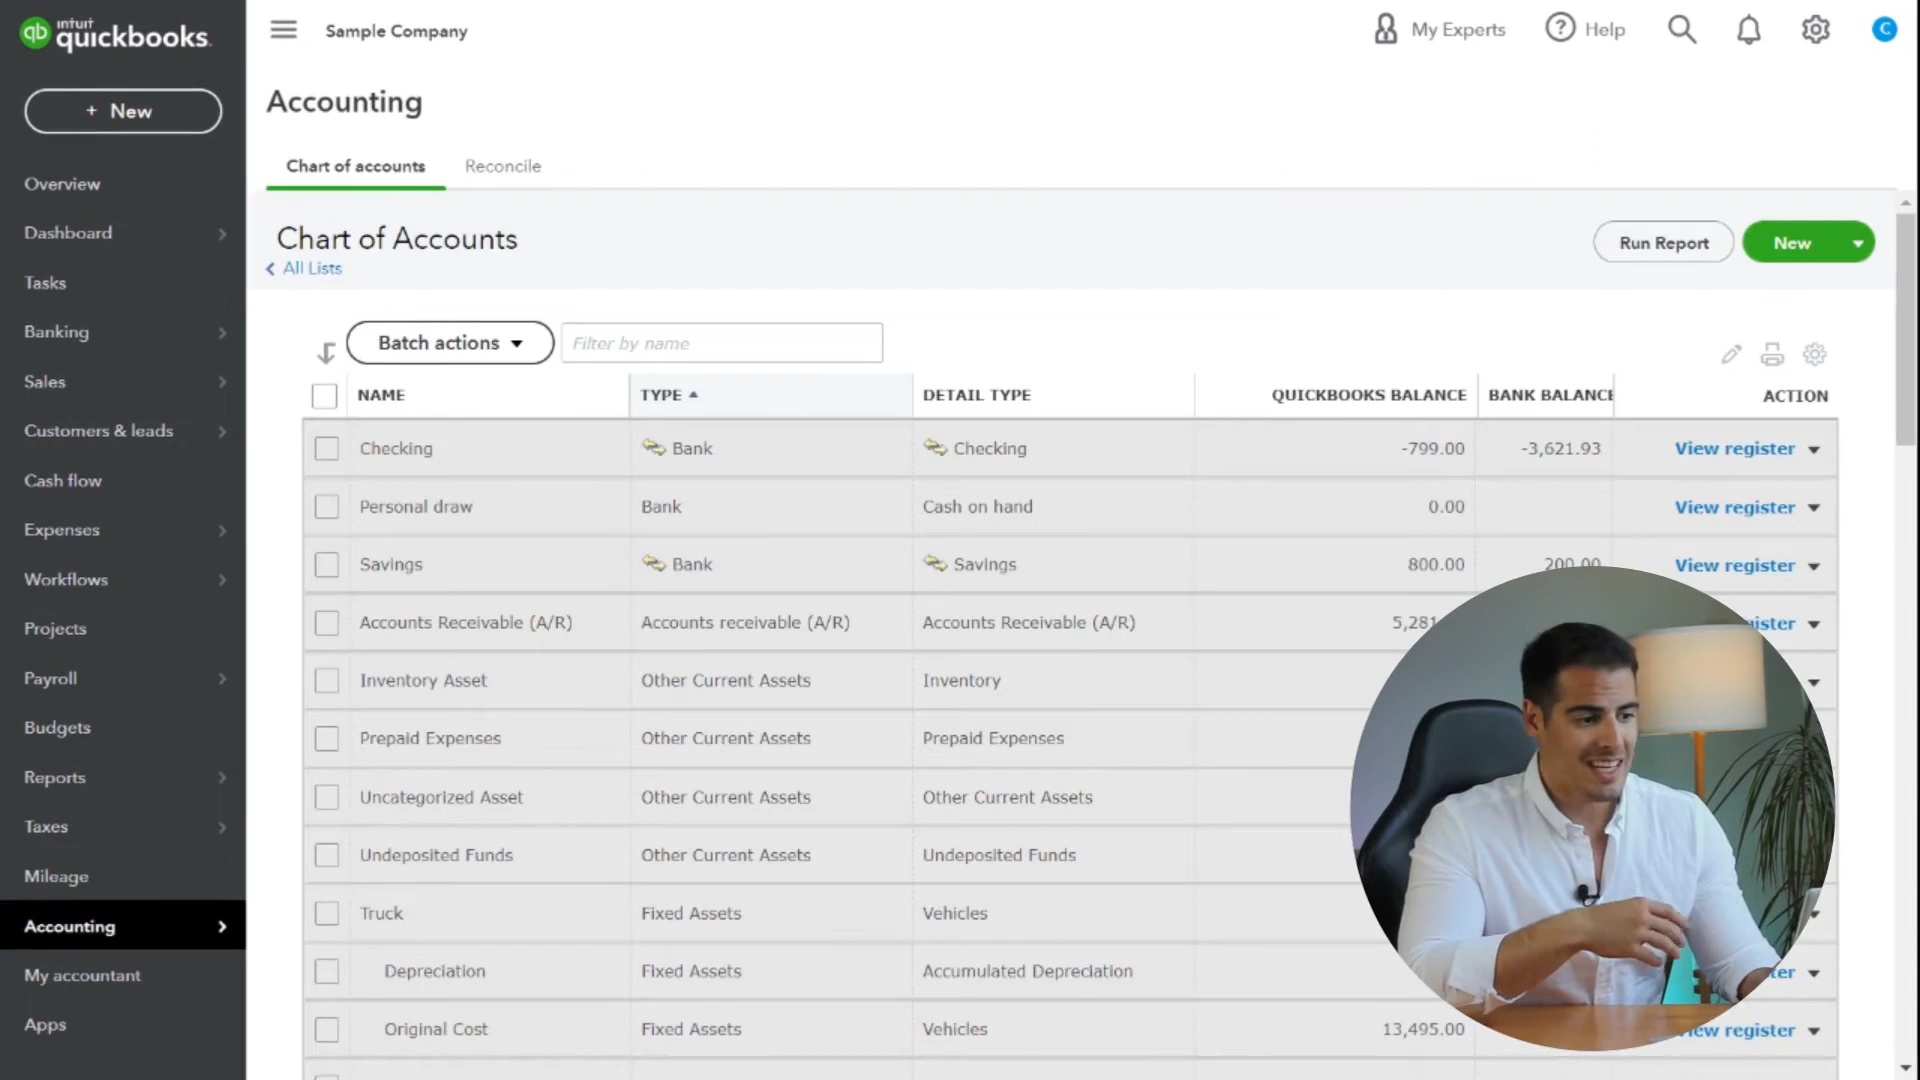 intuit
quickbooks.
Sample Company
My Experts
Help
C
+ New
Accounting
Chart of accounts
Reconcile
Overview
Dashboard
Tasks
Banking
Sales
Customers & leads
Cash flow
Expenses
Workflows
Projects
Payroll
Budgets
Reports
Taxes
Mileage
Accounting
My accountant
Apps
Chart of Accounts
All Lists
Run Report
New
Batch actions
Filter by name
NAME TYPE DETAIL TYPE QUICKBOOKS BALANCE BANK BALANCE ACTION
Checking Bank Checking -799.00 -3,621.93 View register
Personal draw Bank Cash on hand 0.00 View register
Savings Bank Savings 800.00 200.00 View register
Accounts Receivable (A/R) Accounts receivable (A/R) Accounts Receivable (A/R) 5,281
Inventory Asset Other Current Assets Inventory
Prepaid Expenses Other Current Assets Prepaid Expenses
Uncategorized Asset Other Current Assets Other Current Assets
Undeposited Funds Other Current Assets Undeposited Funds
Truck Fixed Assets Vehicles
Depreciation Fixed Assets Accumulated Depreciation
Original Cost Fixed Assets Vehicles 13,495.00 View register